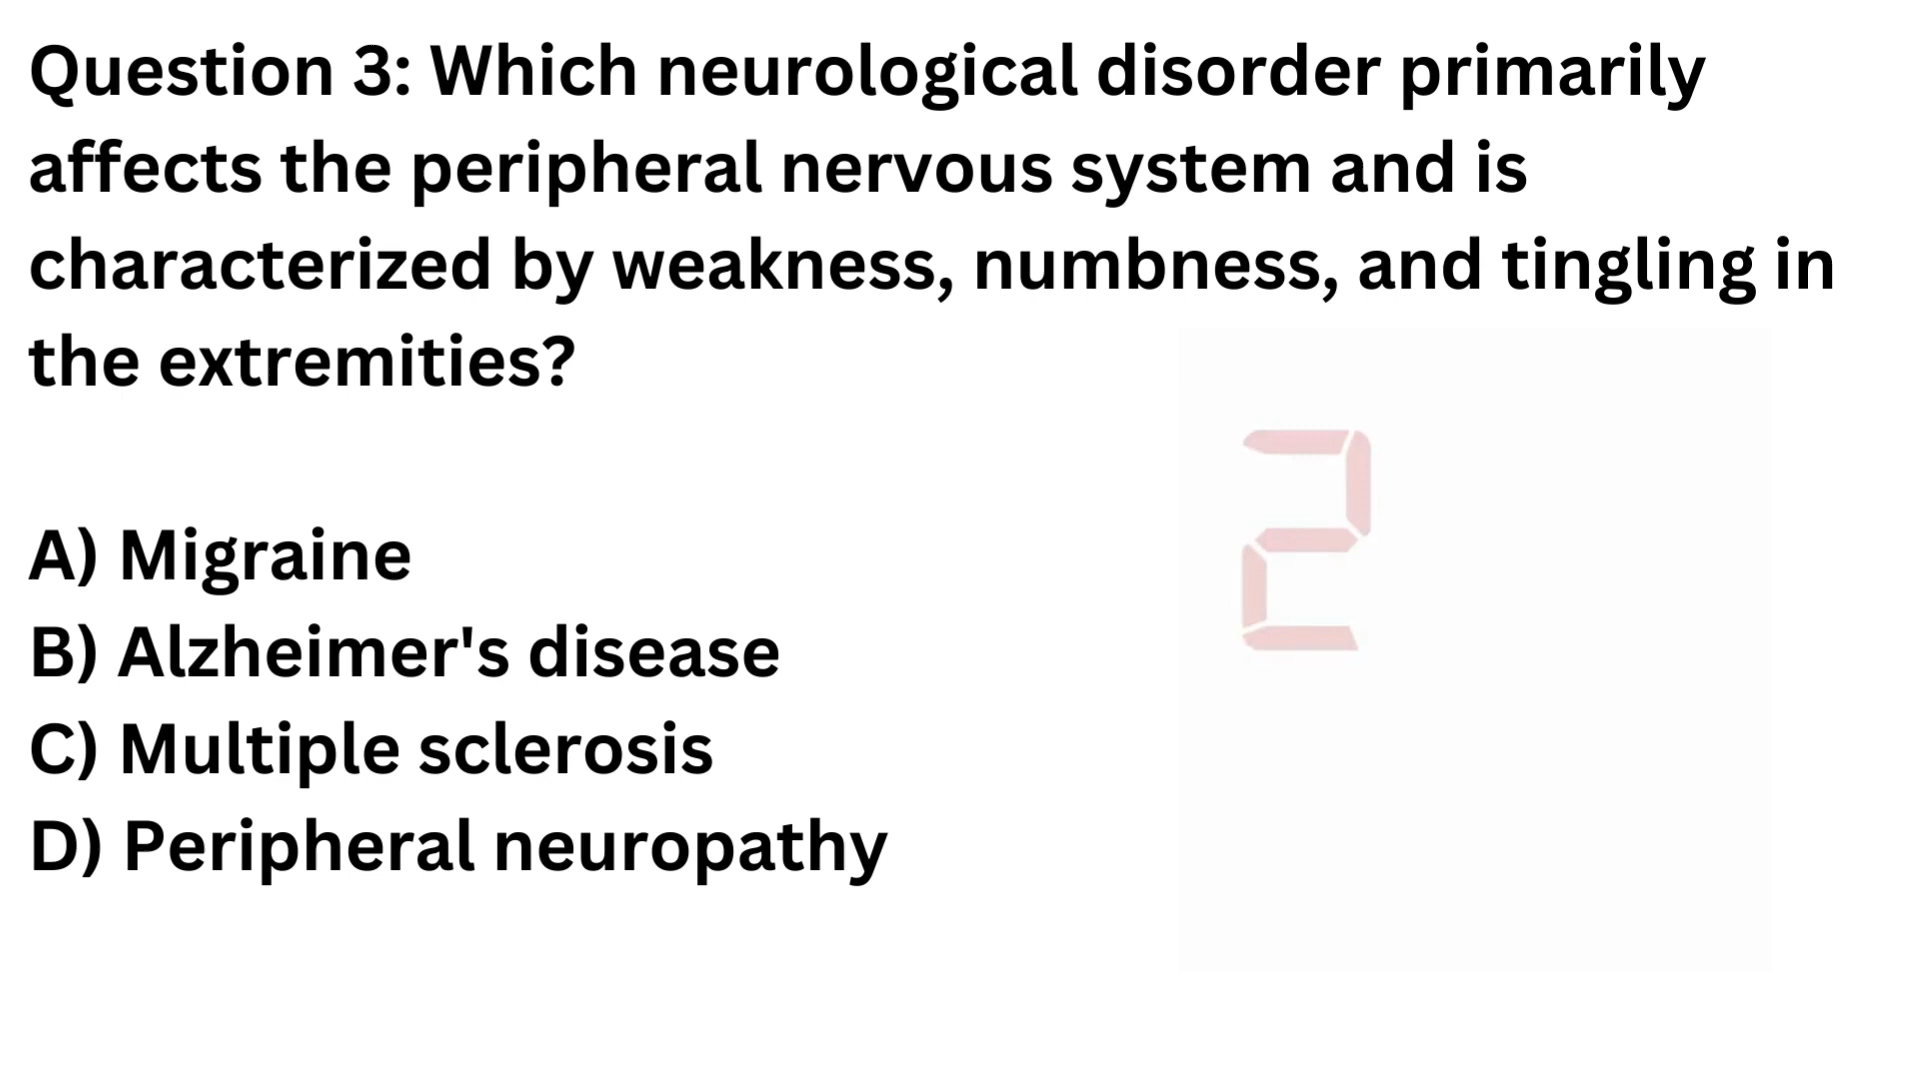 Question 3: Which neurological disorder primarily
affects the peripheral nervous system and is
characterized by weakness, numbness, and tingling in
the extremities?
2
A) Migraine
B) Alzheimer's disease
C) Multiple sclerosis
D) Peripheral neuropathy